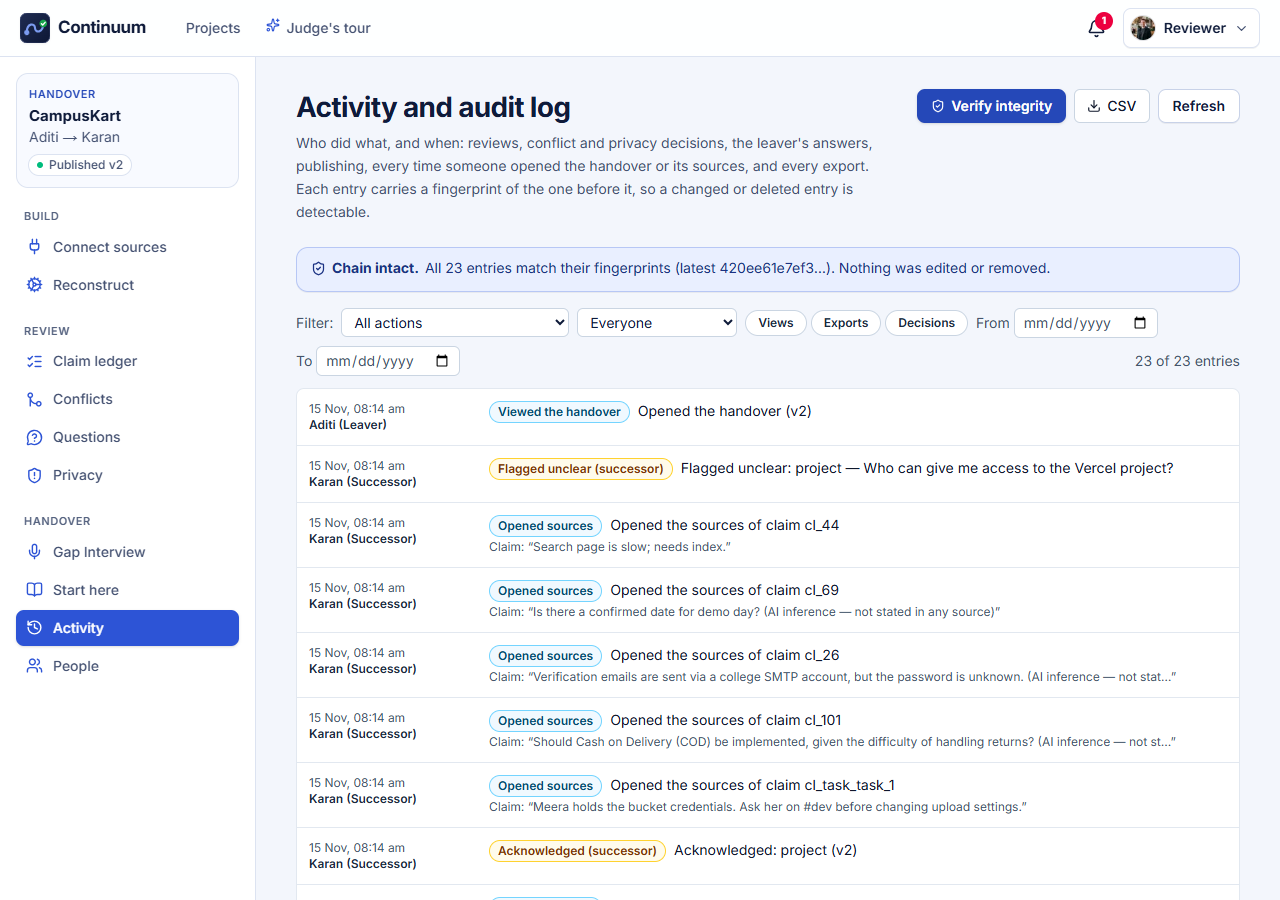 Continuum
Projects
Judge's tour
1
Reviewer
HANDOVER
CampusKart
Aditi → Karan
Published v2
BUILD
Connect sources
Reconstruct
REVIEW
Claim ledger
Conflicts
Questions
Privacy
HANDOVER
Gap Interview
Start here
Activity
People
Activity and audit log
Verify integrity
CSV
Refresh
Who did what, and when: reviews, conflict and privacy decisions, the leaver's answers,
publishing, every time someone opened the handover or its sources, and every export.
Each entry carries a fingerprint of the one before it, so a changed or deleted entry is
detectable.
Chain intact. All 23 entries match their fingerprints (latest 420ee61e7ef3...). Nothing was edited or removed.
Filter: All actions Everyone Views Exports Decisions From mm/dd/yyyy
To mm/dd/yyyy 23 of 23 entries
15 Nov, 08:14 am
Aditi (Leaver)
Viewed the handover Opened the handover (v2)
15 Nov, 08:14 am
Karan (Successor)
Flagged unclear (successor) Flagged unclear: project — Who can give me access to the Vercel project?
15 Nov, 08:14 am
Karan (Successor)
Opened sources Opened the sources of claim cl_44
Claim: “Search page is slow; needs index.”
15 Nov, 08:14 am
Karan (Successor)
Opened sources Opened the sources of claim cl_69
Claim: “Is there a confirmed date for demo day? (AI inference — not stated in any source)”
15 Nov, 08:14 am
Karan (Successor)
Opened sources Opened the sources of claim cl_26
Claim: “Verification emails are sent via a college SMTP account, but the password is unknown. (AI inference — not stat...”
15 Nov, 08:14 am
Karan (Successor)
Opened sources Opened the sources of claim cl_101
Claim: “Should Cash on Delivery (COD) be implemented, given the difficulty of handling returns? (AI inference — not st...”
15 Nov, 08:14 am
Karan (Successor)
Opened sources Opened the sources of claim cl_task_task_1
Claim: “Meera holds the bucket credentials. Ask her on #dev before changing upload settings.”
15 Nov, 08:14 am
Karan (Successor)
Acknowledged (successor) Acknowledged: project (v2)